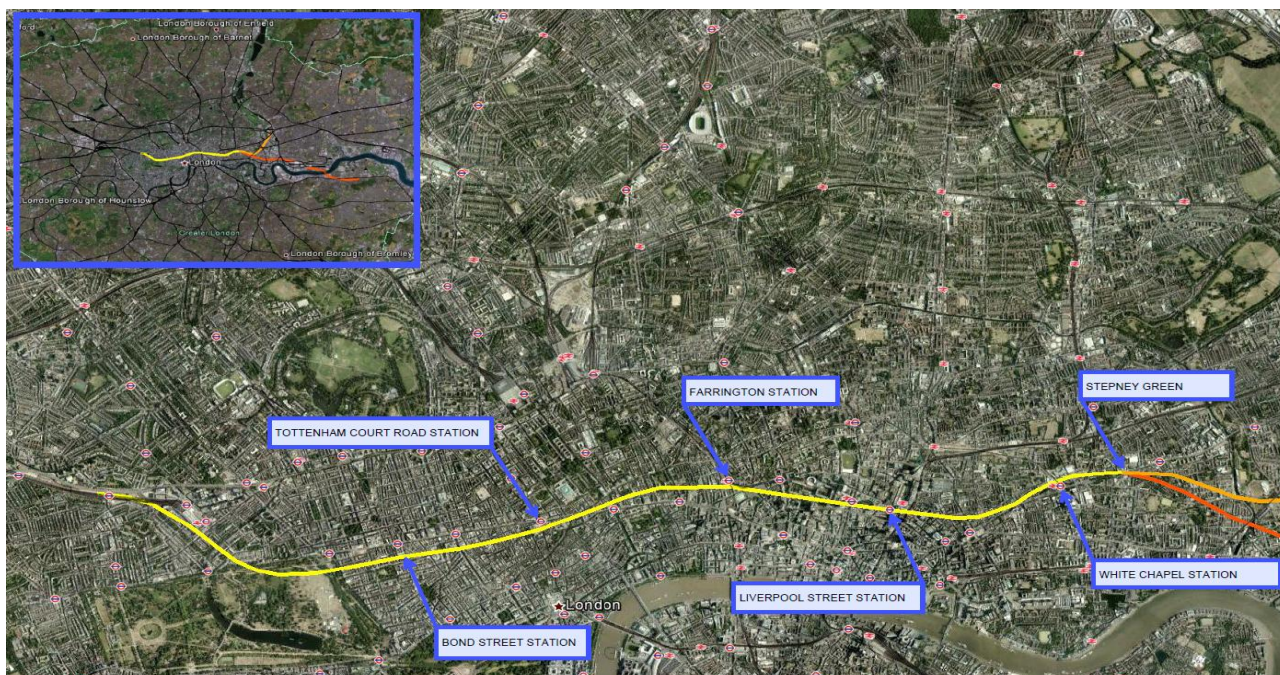 London Borough of Enfield
London Borough of Barnet
London
London Borough of Hounslow
Greater London
London Borough of Bromley
FARRINGTON STATION
STEPNEY GREEN
TOTTENHAM COURT ROAD STATION
WHITE CHAPEL STATION
LIVERPOOL STREET STATION
London
BOND STREET STATION